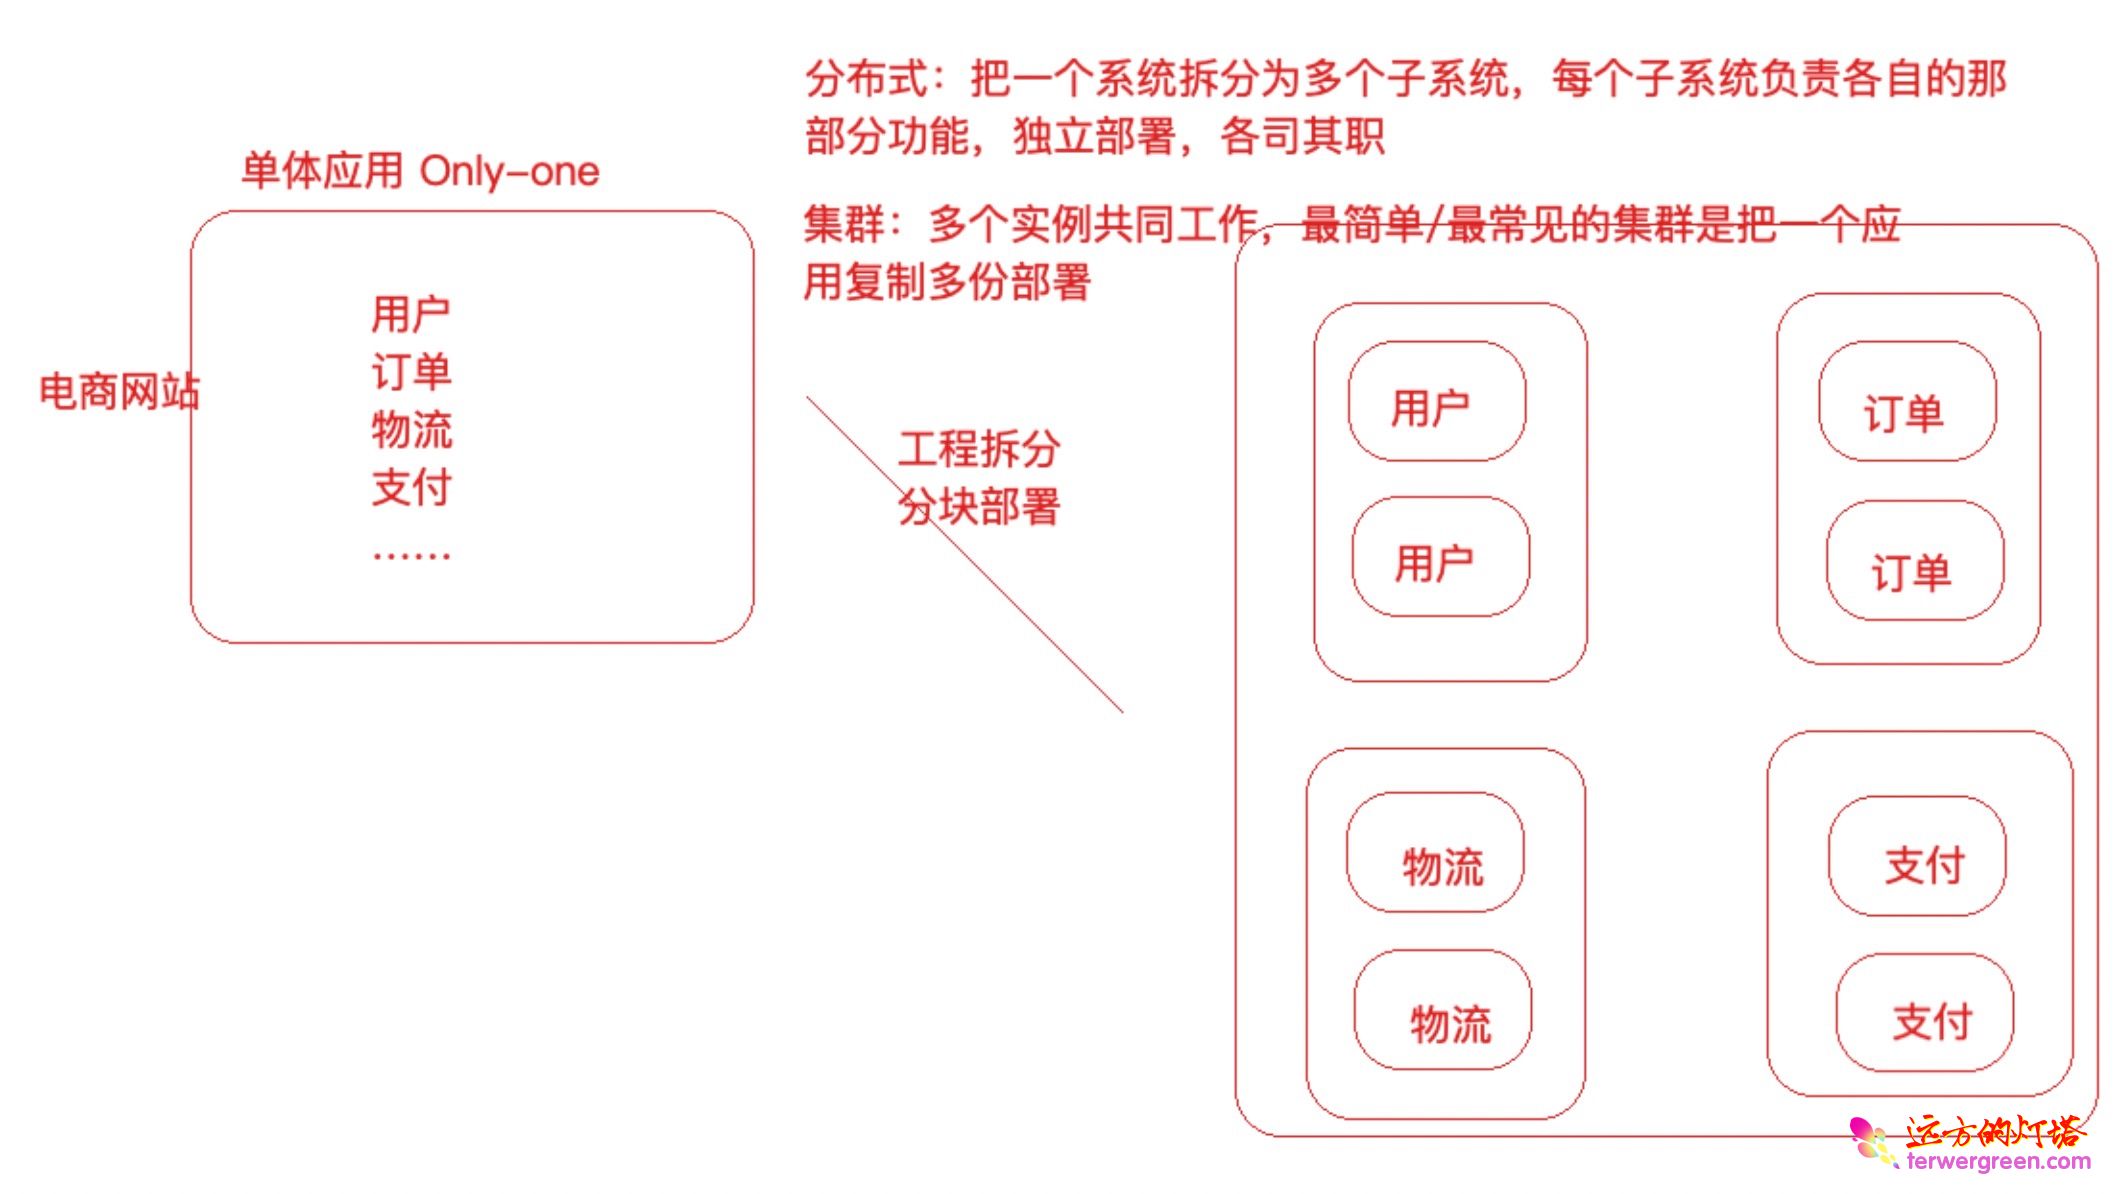 分布式：把一个系统拆分为多个子系统，每个子系统负责各自的那
部分功能，独立部署，各司其职
单体应用 Only-one
集群：多个实例共同工作，最简单/最常见的集群是把一个应
用复制多份部署
电商网站
用户
订单
物流
支付
......
工程拆分
分块部署
用户
用户
订单
订单
物流
物流
支付
支付
远方的灯塔
terwergreen.com